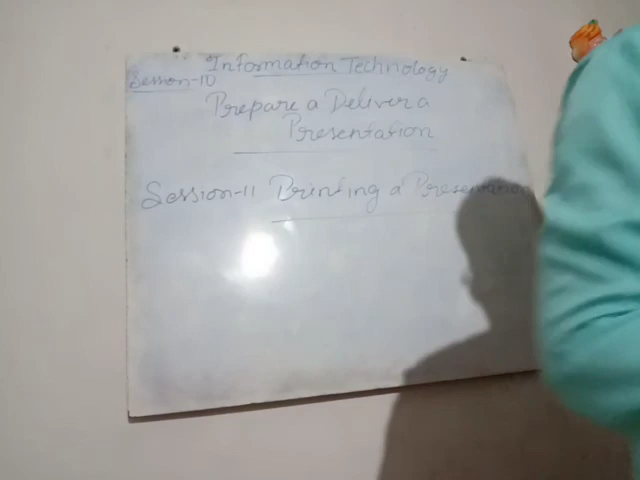 Information Technology
Session-10
Prepare a Deliver a
Presentation
Session-11 Printing a Presentation